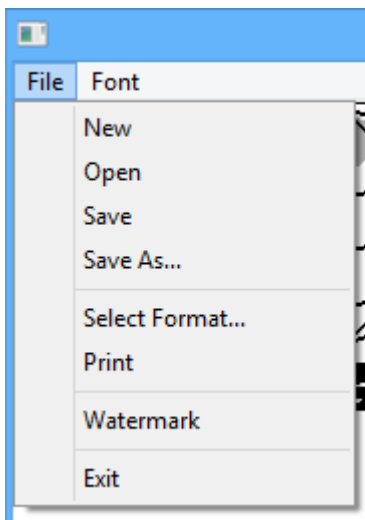 File Font
New
Open
Save
Save As...
Select Format...
Print
Watermark
Exit